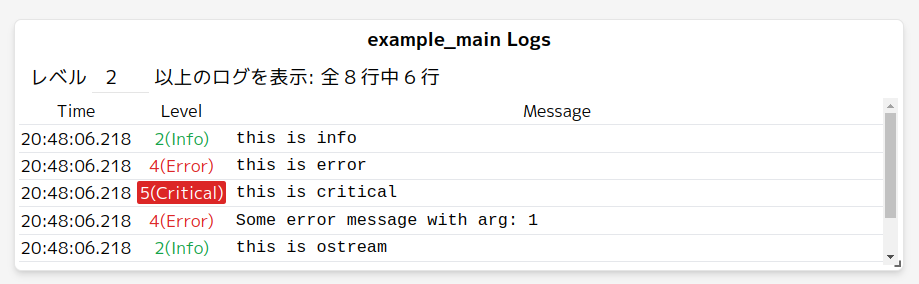 example_main Logs
レベル 2 以上のログを表示: 全 8 行中 6 行
Time Level Message
20:48:06.218 2(Info) this is info
20:48:06.218 4(Error) this is error
20:48:06.218 5(Critical) this is critical
20:48:06.218 4(Error) Some error message with arg: 1
20:48:06.218 2(Info) this is ostream